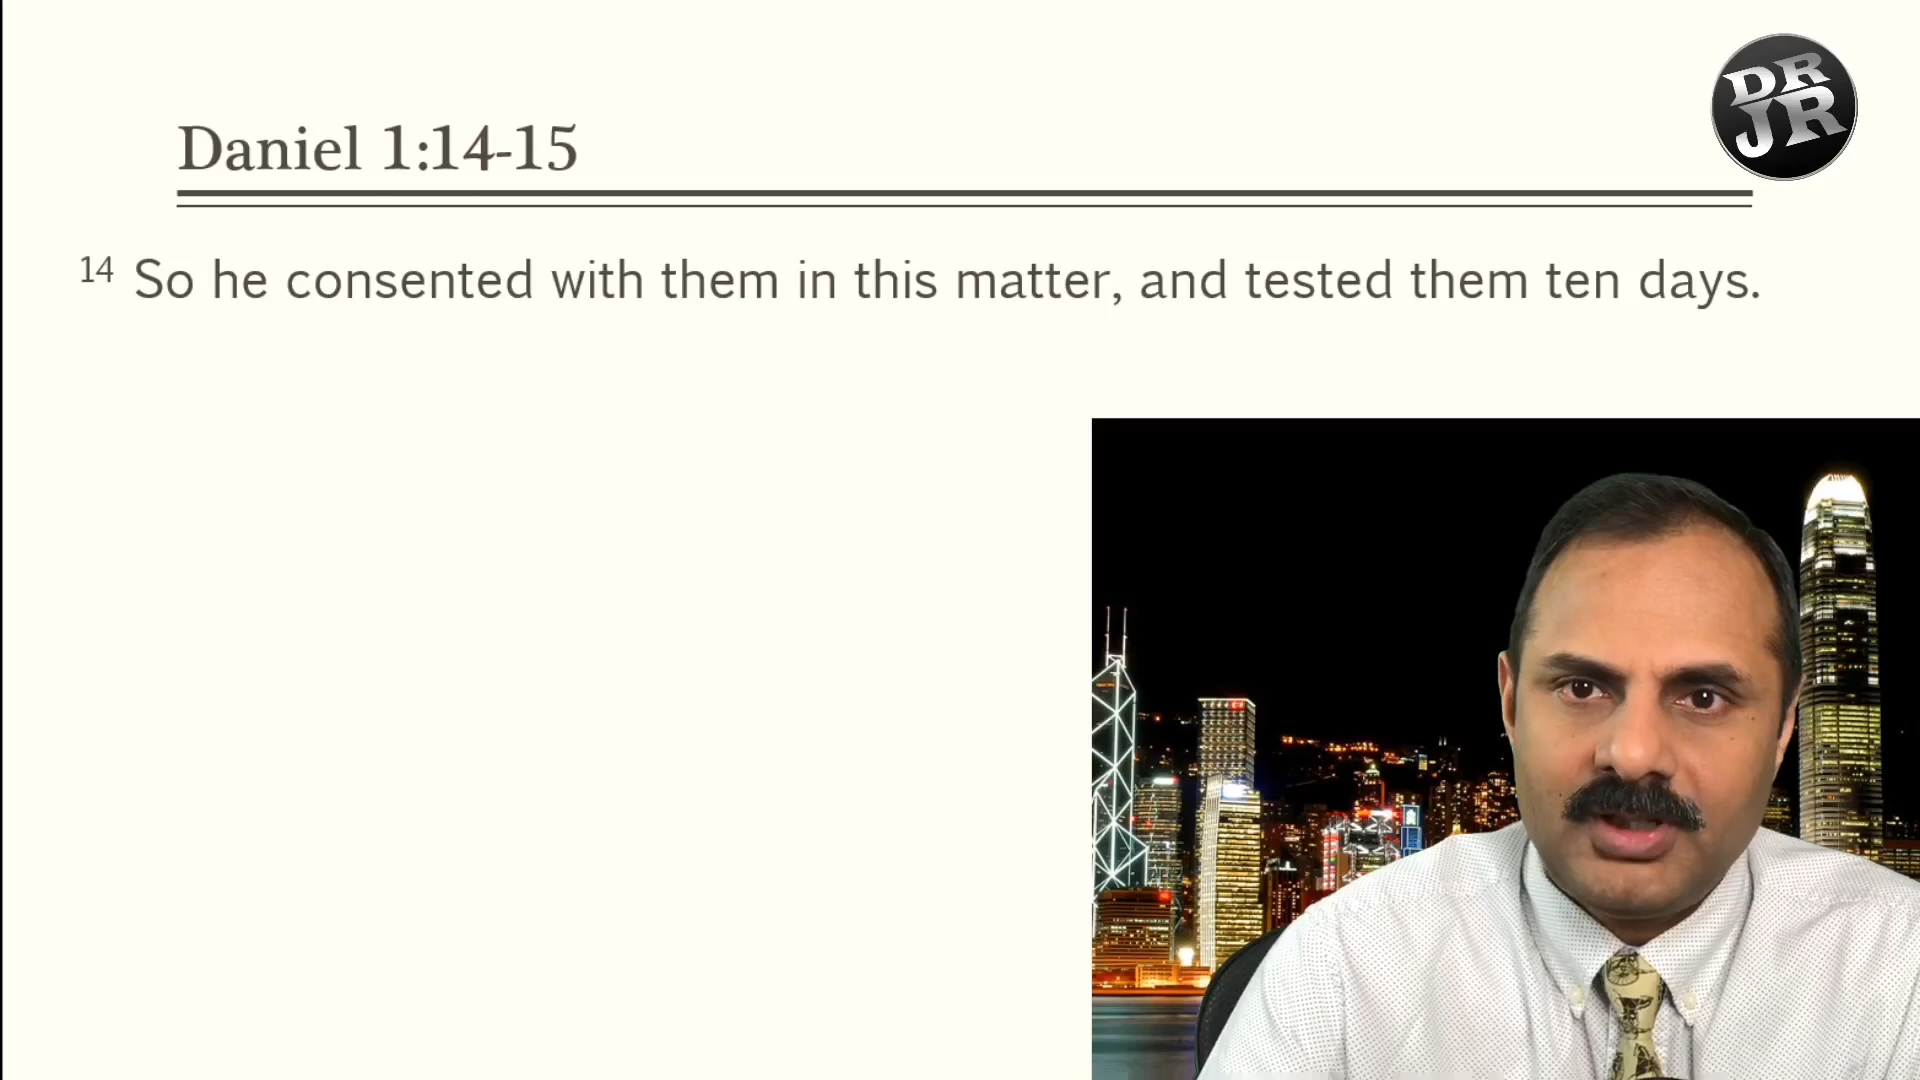 DR
JR
Daniel 1:14-15
14 So he consented with them in this matter, and tested them ten days.